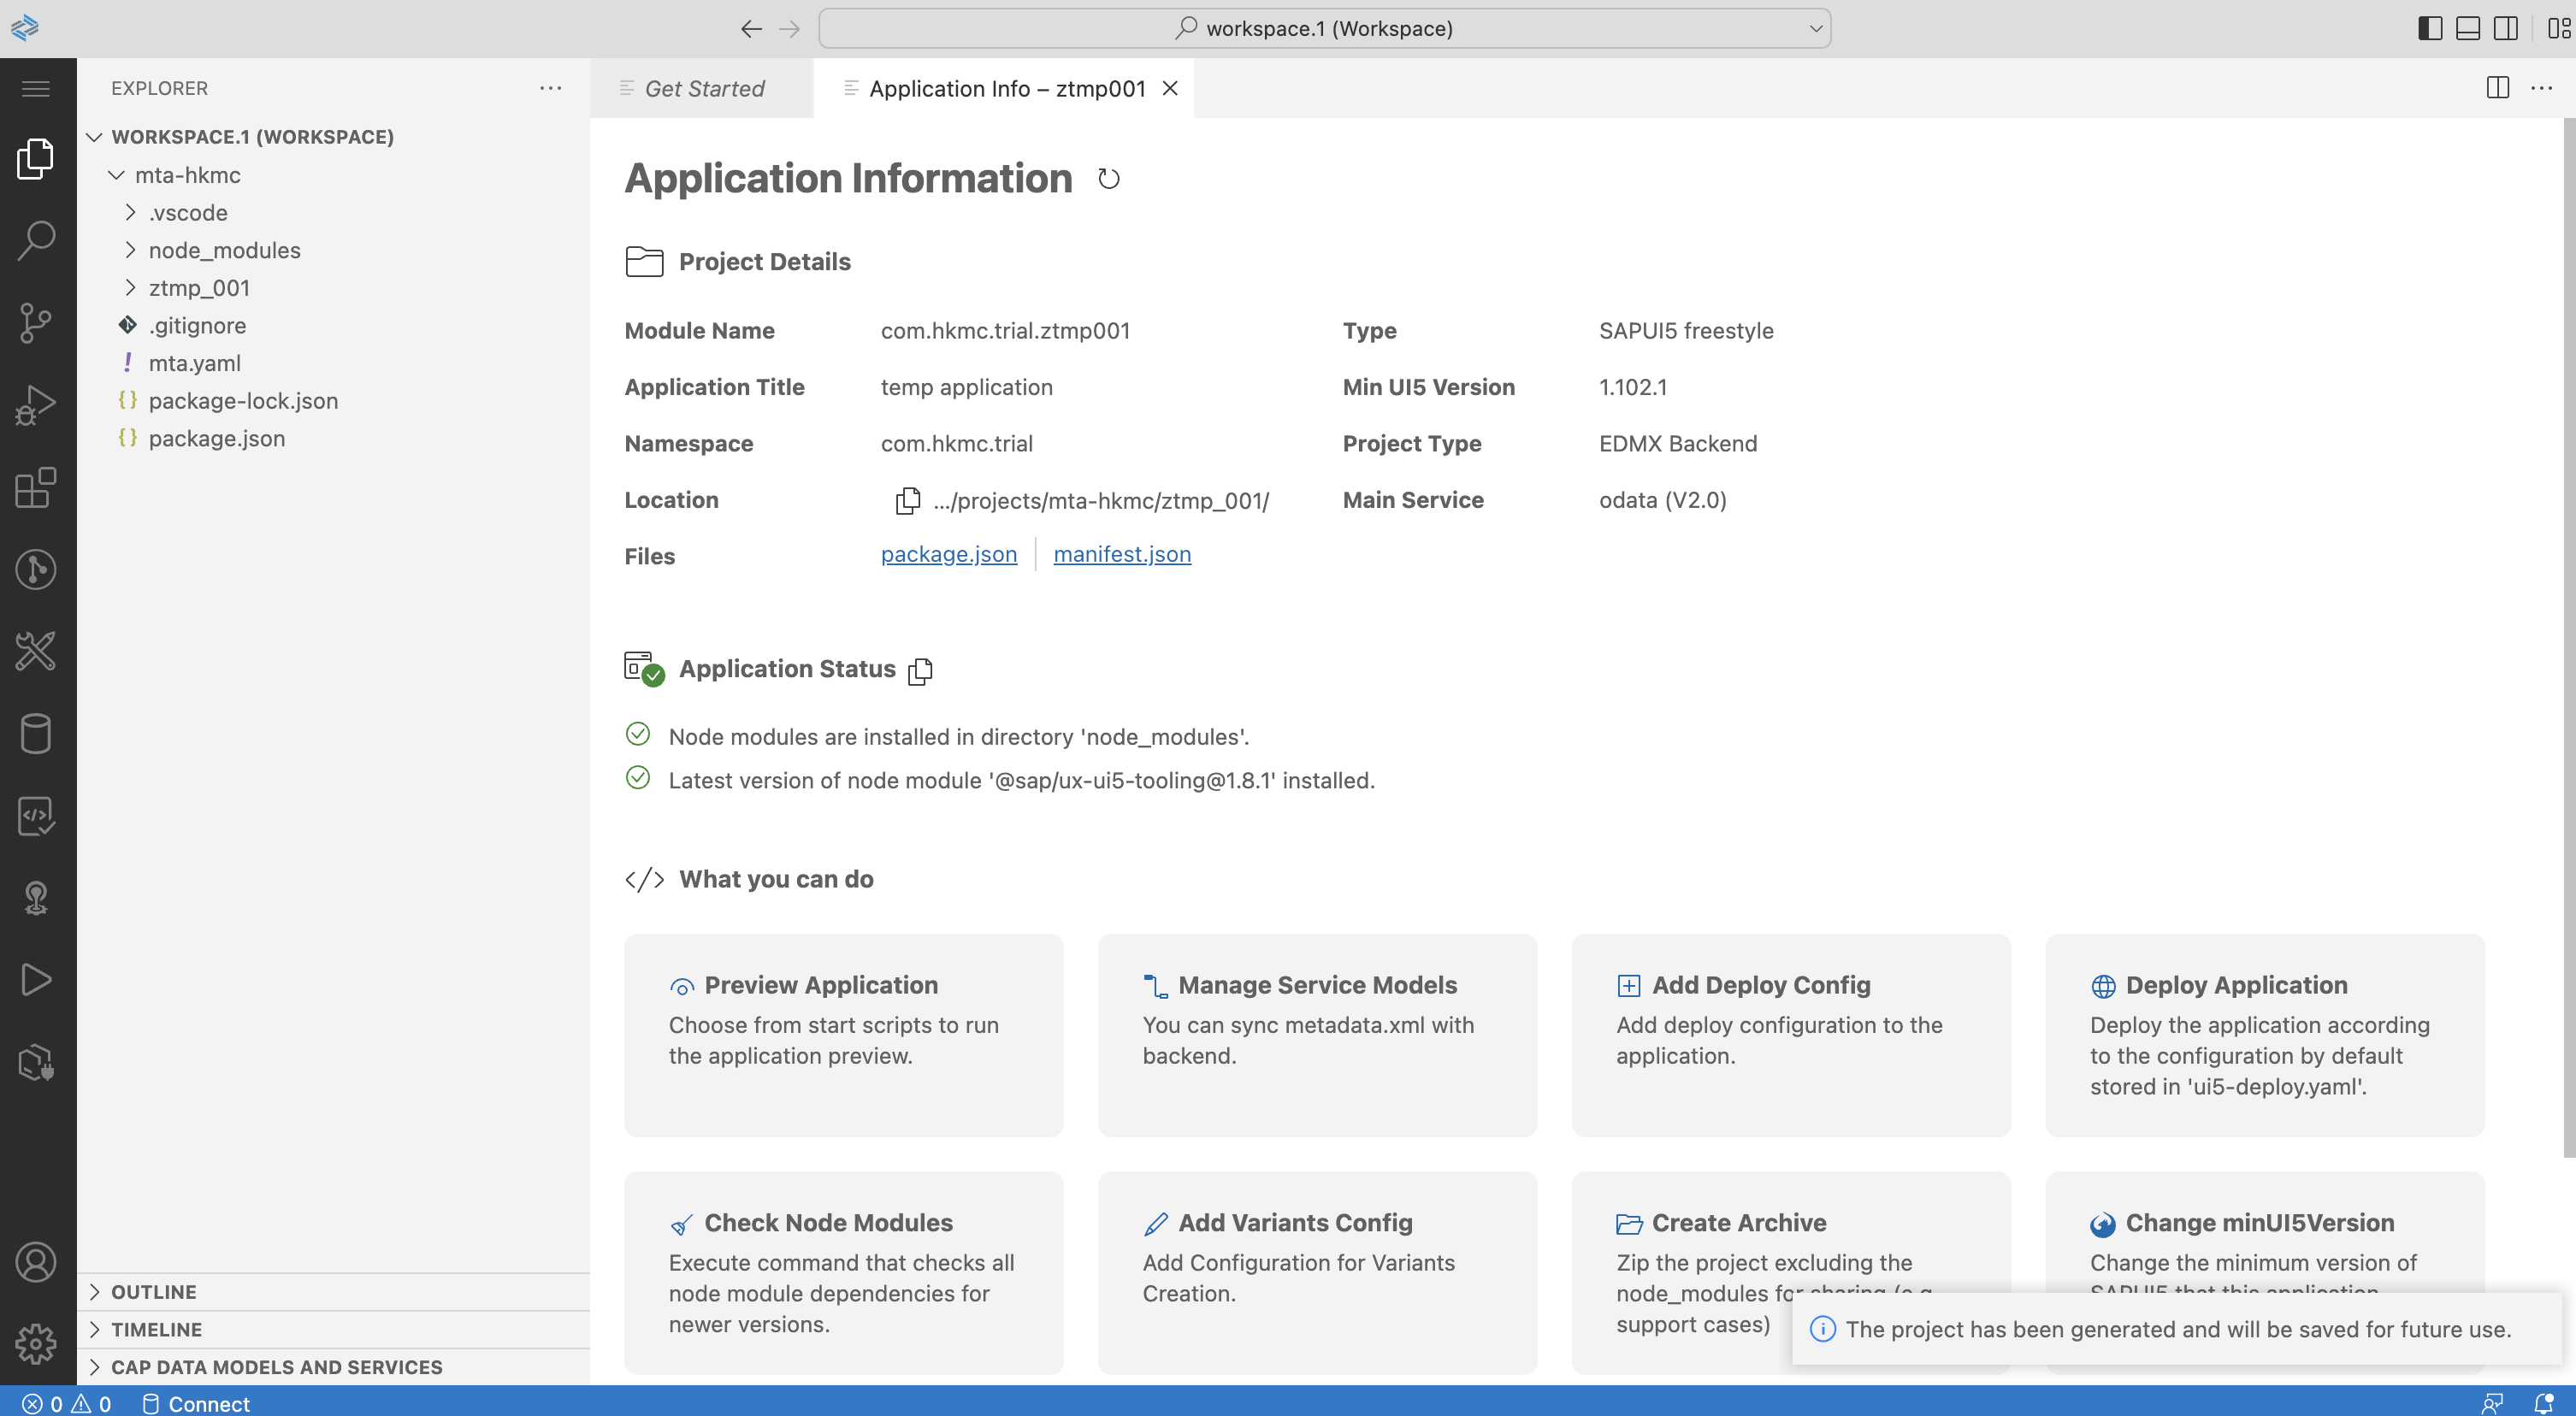 workspace.1 (Workspace)
EXPLORER
WORKSPACE.1 (WORKSPACE)
mta-hkmc
.vscode
node_modules
ztmp_001
.gitignore
mta.yaml
package-lock.json
package.json
OUTLINE
TIMELINE
CAP DATA MODELS AND SERVICES
Get Started
Application Info – ztmp001
Application Information
Project Details
Module Name com.hkmc.trial.ztmp001 Type SAPUI5 freestyle
Application Title temp application Min UI5 Version 1.102.1
Namespace com.hkmc.trial Project Type EDMX Backend
Location .../projects/mta-hkmc/ztmp_001/ Main Service odata (V2.0)
Files package.json manifest.json
Application Status
Node modules are installed in directory 'node_modules'.
Latest version of node module '@sap/ux-ui5-tooling@1.8.1' installed.
What you can do
Preview Application
Choose from start scripts to run
the application preview.
Manage Service Models
You can sync metadata.xml with
backend.
Add Deploy Config
Add deploy configuration to the
application.
Deploy Application
Deploy the application according
to the configuration by default
stored in 'ui5-deploy.yaml'.
Check Node Modules
Execute command that checks all
node module dependencies for
newer versions.
Add Variants Config
Add Configuration for Variants
Creation.
Create Archive
Zip the project excluding the
node_modules for sharing (e.g.
support cases)
Change minUI5Version
Change the minimum version of
SAPUI5 that this application
The project has been generated and will be saved for future use.
0 0 Connect